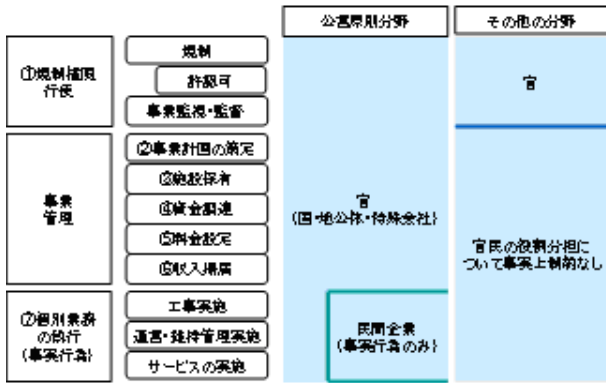 公営原則分野
その他の分野
①規制権限
行使
規制
許認可
事業監視・監督
官
事業
管理
②事業計画の策定
③施設保有
④資金調達
⑤料金設定
⑥収入帰属
官
(国・地公体・特殊会社)
官民の役割分担に
ついて事実上制約なし
⑦個別業務
の執行
(事実行為)
工事実施
運営・維持管理実施
サービスの実施
民間企業
(事実行為のみ)